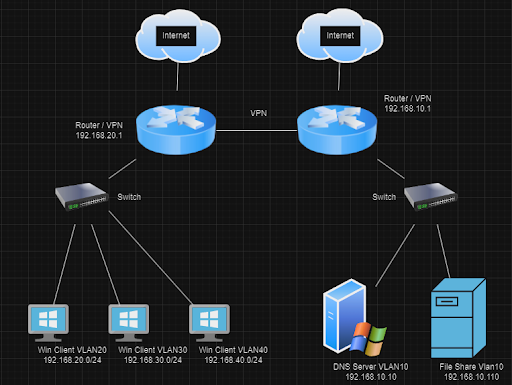 Internet
Internet
Router / VPN
192.168.20.1
VPN
Router / VPN
192.168.10.1
Switch
Switch
Win Client VLAN20
192.168.20.0/24
Win Client VLAN30
192.168.30.0/24
Win Client VLAN40
192.168.40.0/24
DNS Server VLAN10
192.168.10.10
File Share Vlan10
192.168.10.110